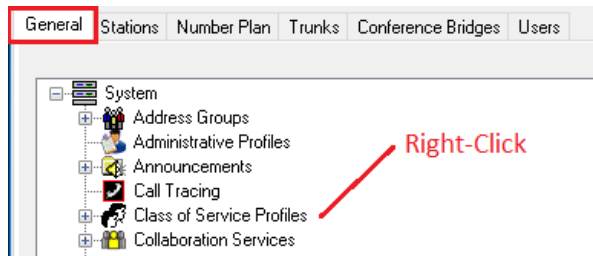 General Stations Number Plan Trunks Conference Bridges Users
System
Address Groups
Administrative Profiles
Right-Click
Announcements
Call Tracing
Class of Service Profiles
Collaboration Services